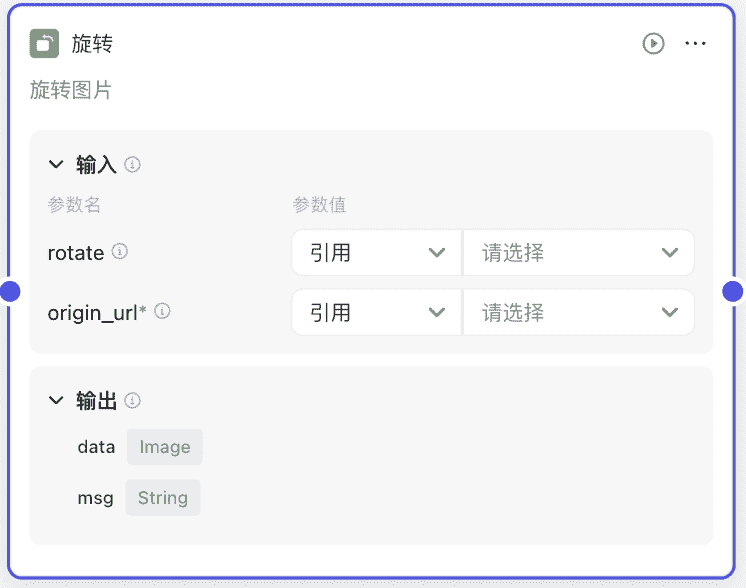 旋转
旋转图片
输入
参数名 参数值
rotate 引用 请选择
origin_url* 引用 请选择
输出
data Image
msg String